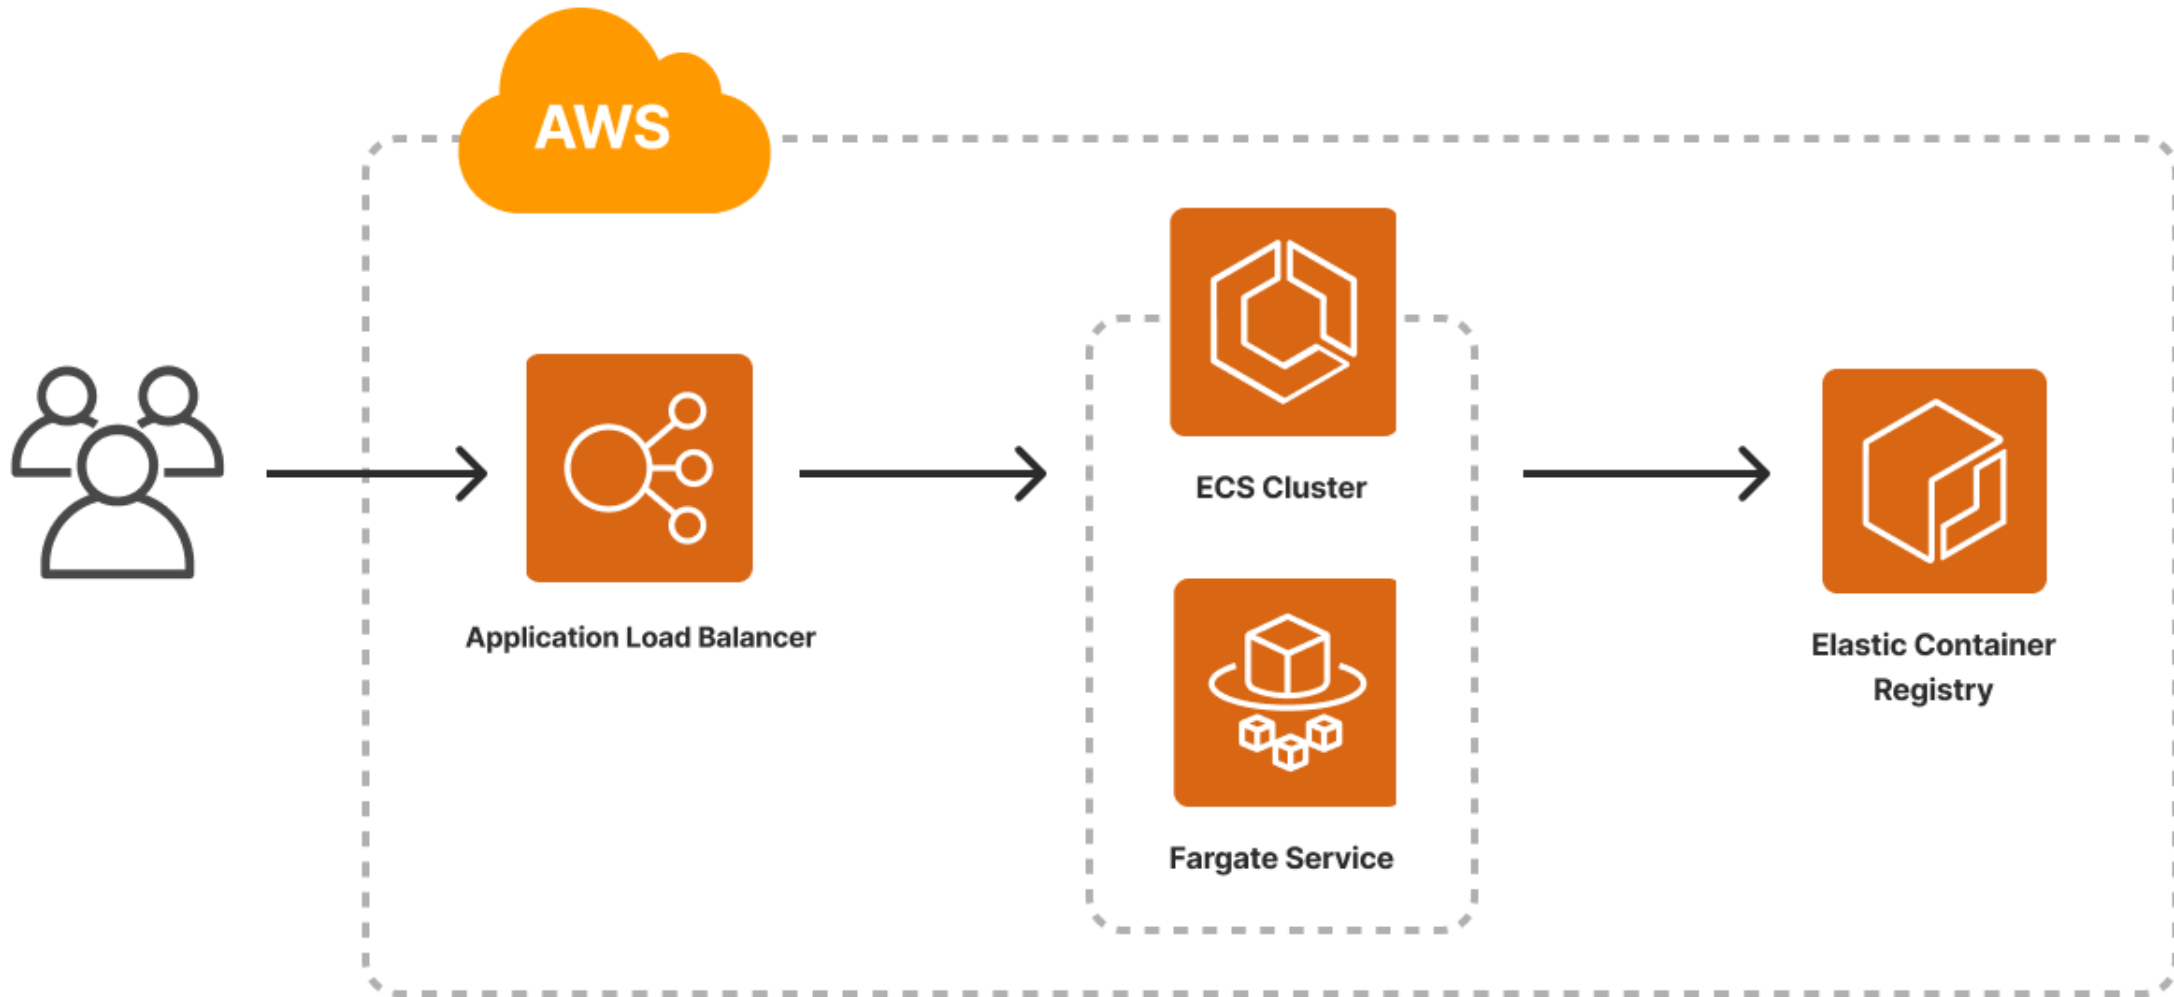 AWS
Application Load Balancer
ECS Cluster
Fargate Service
Elastic Container
Registry